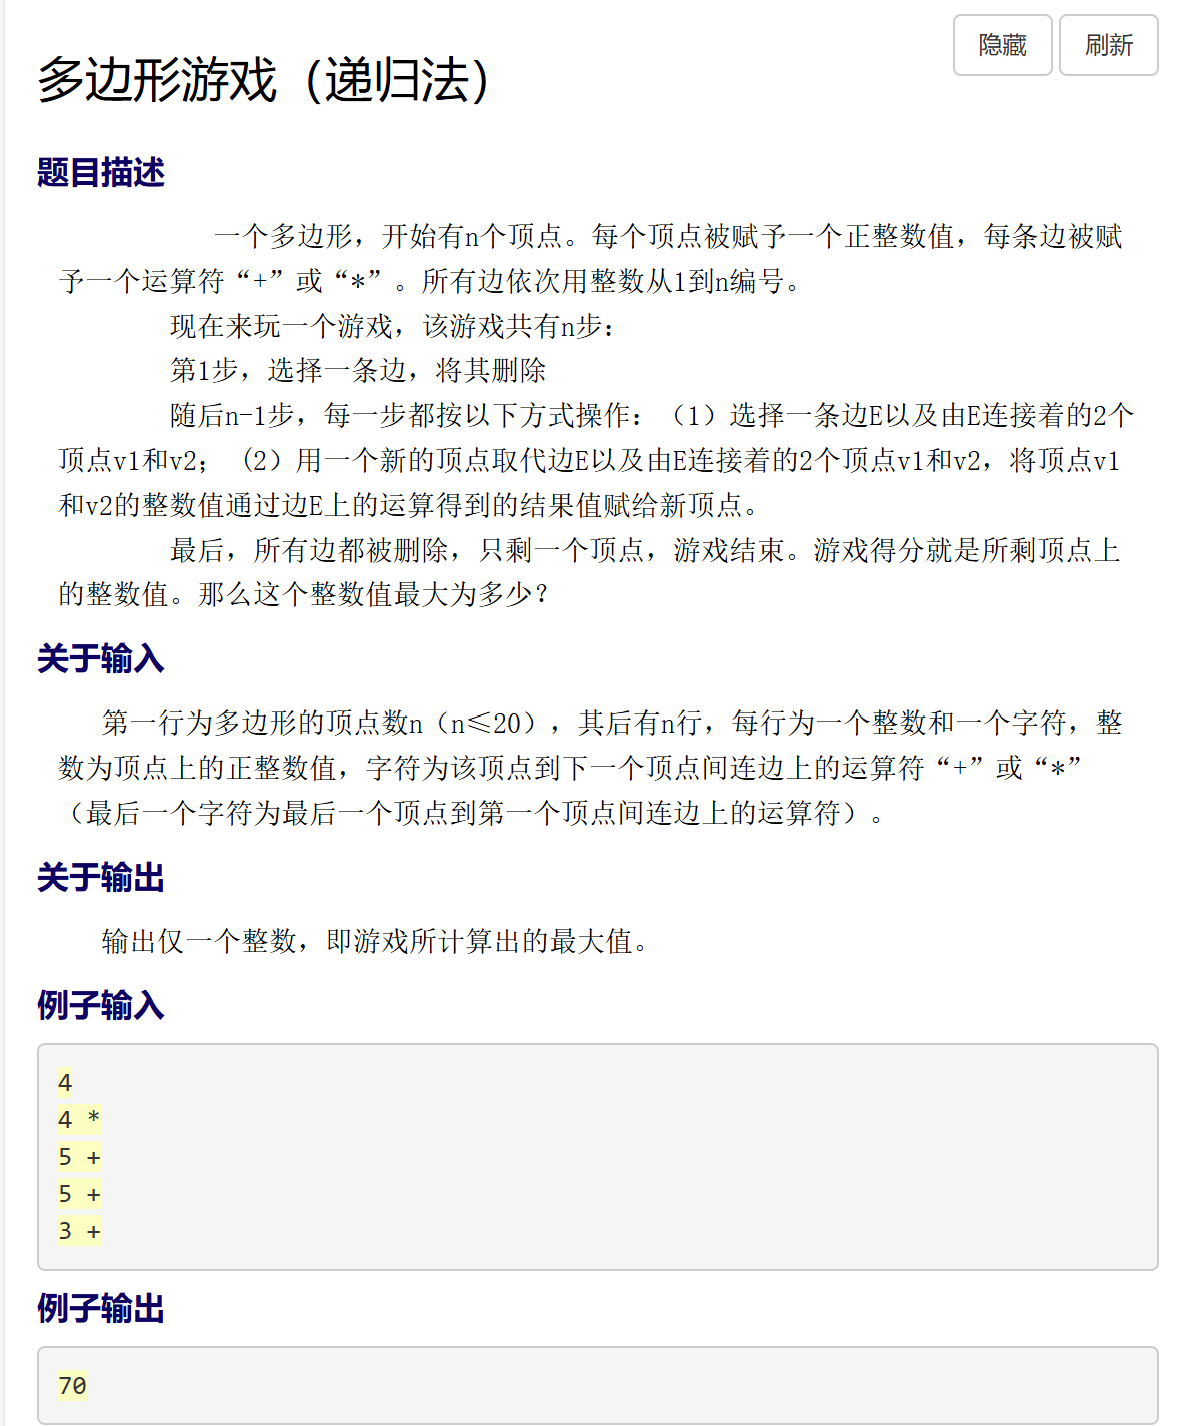 隐藏 刷新
多边形游戏（递归法）
题目描述
一个多边形，开始有n个顶点。每个顶点被赋予一个正整数值，每条边被赋
予一个运算符“+”或“*”。所有边依次用整数从1到n编号。
现在来玩一个游戏，该游戏共有n步：
第1步，选择一条边，将其删除
随后n-1步，每一步都按以下方式操作：（1）选择一条边E以及由E连接着的2个
顶点v1和v2；（2）用一个新的顶点取代边E以及由E连接着的2个顶点v1和v2，将顶点v1
和v2的整数值通过边E上的运算得到的结果值赋给新顶点。
最后，所有边都被删除，只剩一个顶点，游戏结束。游戏得分就是所剩顶点上
的整数值。那么这个整数值最大为多少？
关于输入
第一行为多边形的顶点数n（n≤20），其后有n行，每行为一个整数和一个字符，整
数为顶点上的正整数值，字符为该顶点到下一个顶点间连边上的运算符“+”或“*”
（最后一个字符为最后一个顶点到第一个顶点间连边上的运算符）。
关于输出
输出仅一个整数，即游戏所计算出的最大值。
例子输入
4
4 *
5 +
5 +
3 +
例子输出
70